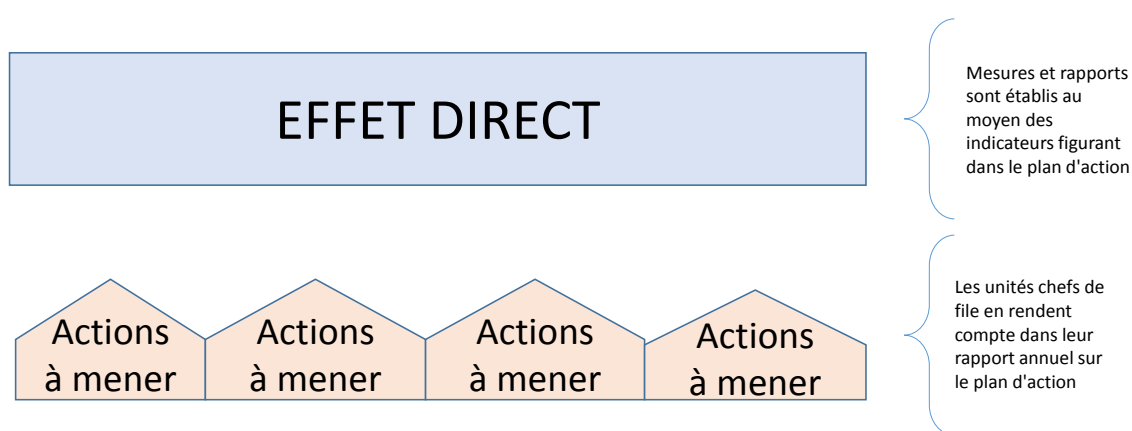 EFFET DIRECT
Mesures et rapports
sont établis au
moyen des
indicateurs figurant
dans le plan d'action
Actions
à mener
Actions
à mener
Actions
à mener
Actions
à mener
Les unités chefs de
file en rendent
compte dans leur
rapport annuel sur
le plan d'action